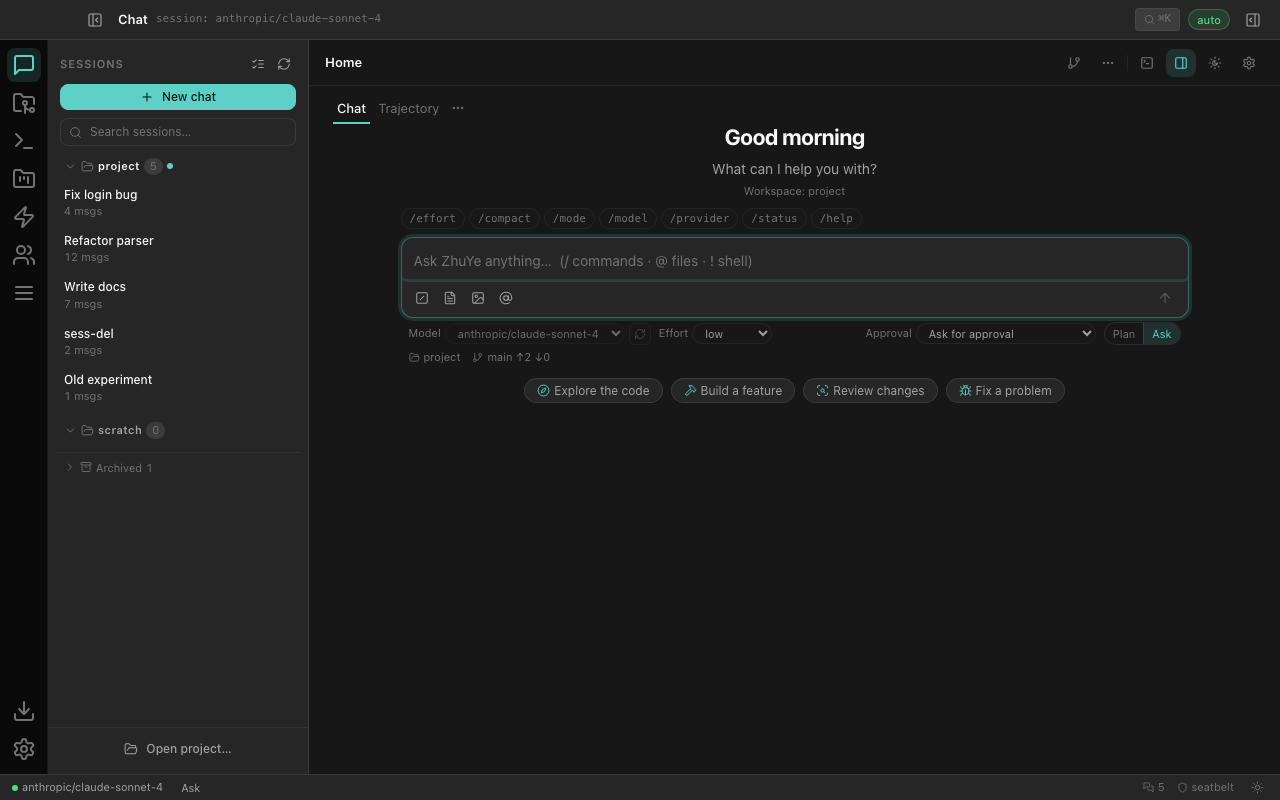 Chat session: anthropic/claude-sonnet-4
⌘K
auto
SESSIONS
New chat
Search sessions...
project 5
Fix login bug
4 msgs
Refactor parser
12 msgs
Write docs
7 msgs
sess-del
2 msgs
Old experiment
1 msgs
scratch 0
Archived 1
Open project...
Home
Chat Trajectory
Good morning
What can I help you with?
Workspace: project
/effort /compact /mode /model /provider /status /help
Ask ZhuYe anything... (/ commands · @ files · ! shell)
Model anthropic/claude-sonnet-4 Effort low Approval Ask for approval Plan Ask
project main ↑2 ↓0
Explore the code Build a feature Review changes Fix a problem
anthropic/claude-sonnet-4 Ask 5 seatbelt